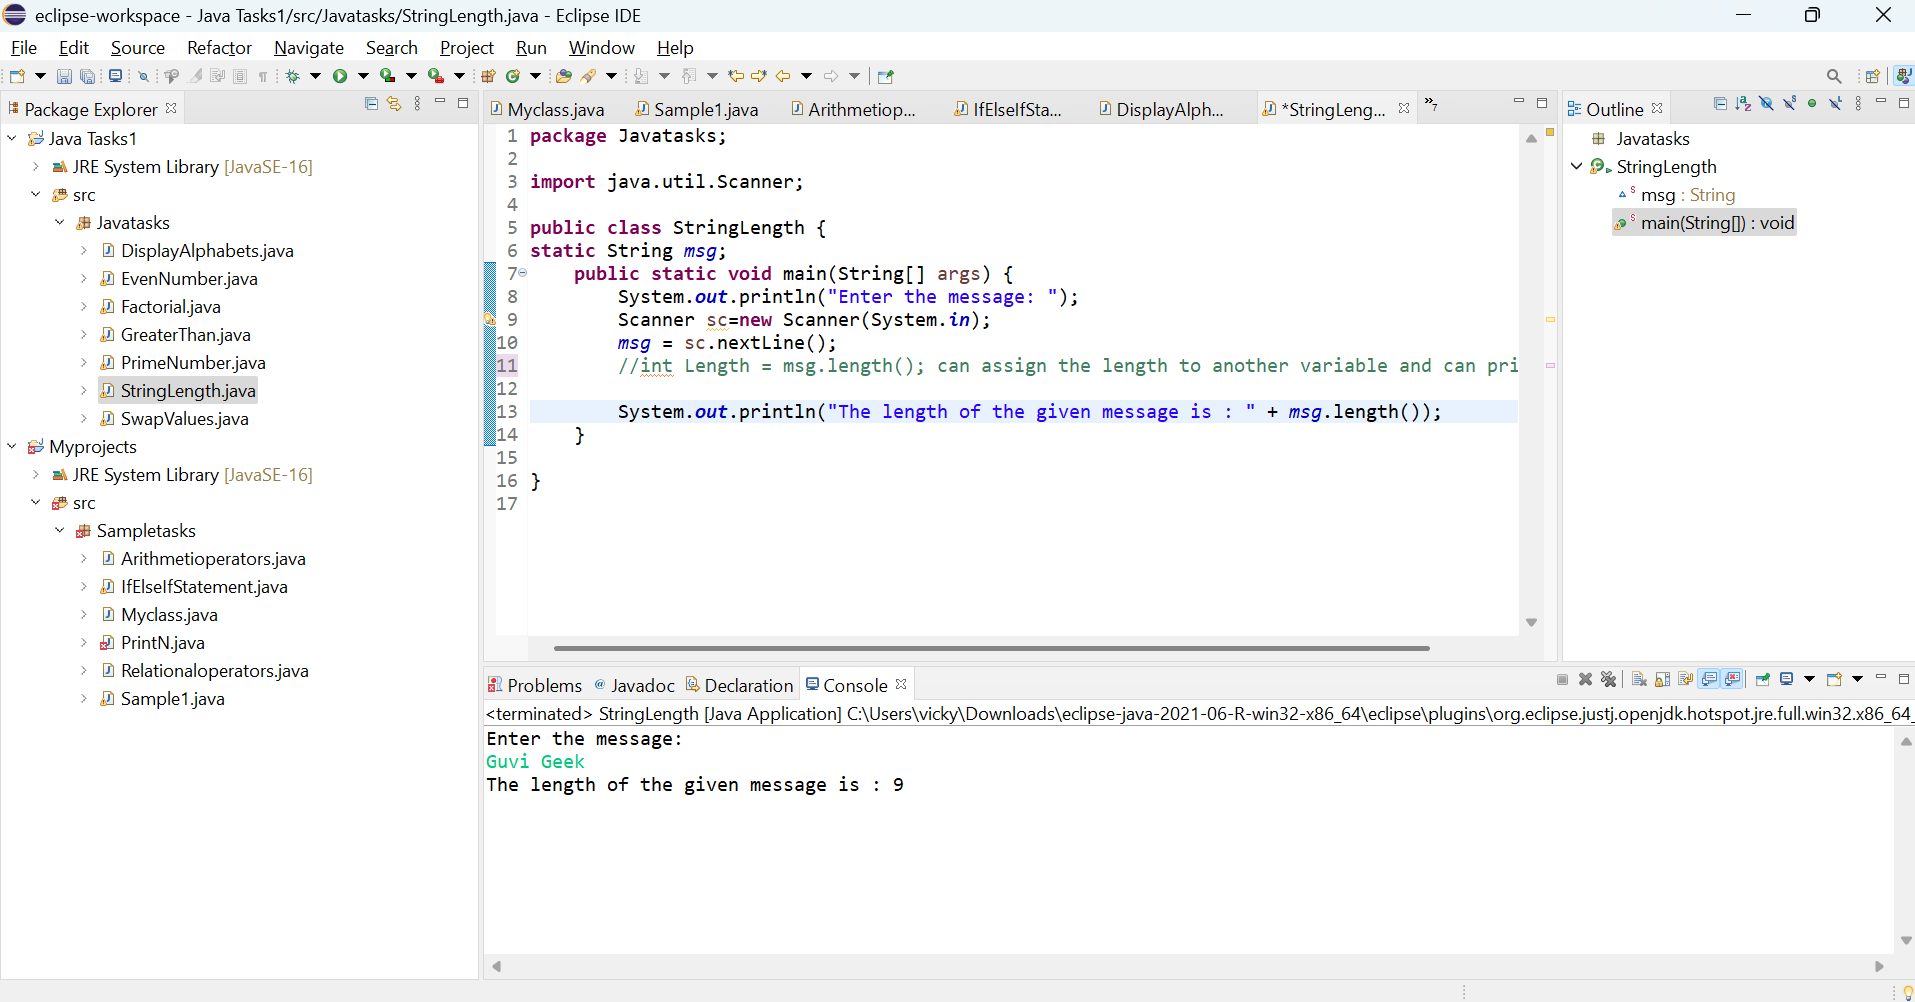 eclipse-workspace - Java Tasks1/src/Javatasks/StringLength.java - Eclipse IDE
File Edit Source Refactor Navigate Search Project Run Window Help
Package Explorer
Java Tasks1
JRE System Library [JavaSE-16]
src
Javatasks
DisplayAlphabets.java
EvenNumber.java
Factorial.java
GreaterThan.java
PrimeNumber.java
StringLength.java
SwapValues.java
Myprojects
JRE System Library [JavaSE-16]
src
Sampletasks
Arithmetioperators.java
IfElseIfStatement.java
Myclass.java
PrintN.java
Relationaloperators.java
Sample1.java
Myclass.java Sample1.java Arithmetiop... IfElseIfSta... DisplayAlph... *StringLeng... »7
1 package Javatasks;
2
3 import java.util.Scanner;
4
5 public class StringLength {
6 static String msg;
7 public static void main(String[] args) {
8 System.out.println("Enter the message: ");
9 Scanner sc=new Scanner(System.in);
10 msg = sc.nextLine();
11 //int Length = msg.length(); can assign the length to another variable and can pri
12
13 System.out.println("The length of the given message is : " + msg.length());
14 }
15
16 }
17
Outline
Javatasks
StringLength
msg : String
main(String[]) : void
Problems Javadoc Declaration Console
<terminated> StringLength [Java Application] C:\Users\vicky\Downloads\eclipse-java-2021-06-R-win32-x86_64\eclipse\plugins\org.eclipse.justj.openjdk.hotspot.jre.full.win32.x86_64_
Enter the message:
Guvi Geek
The length of the given message is : 9